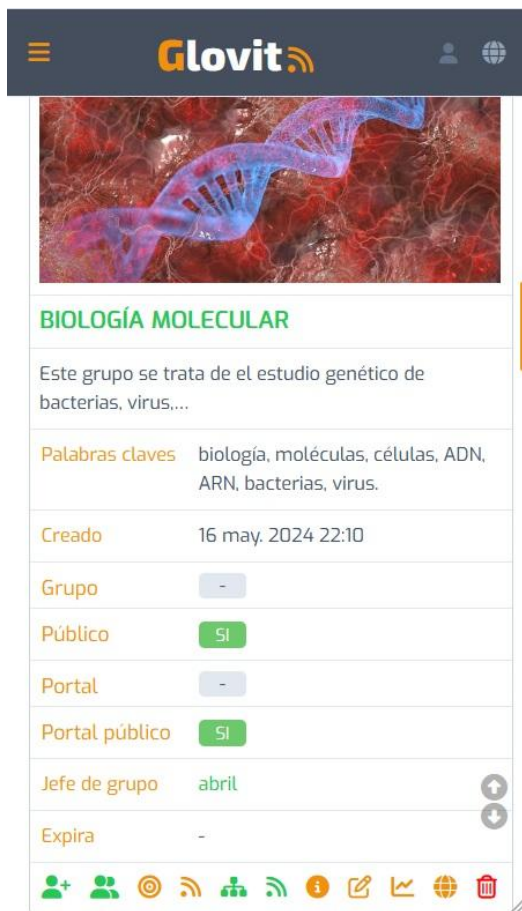 Glovit
BIOLOGÍA MOLECULAR
Este grupo se trata de el estudio genético de
bacterias, virus,...
Palabras claves biología, moléculas, células, ADN,
ARN, bacterias, virus.
Creado 16 may. 2024 22:10
Grupo -
Público SI
Portal -
Portal público SI
Jefe de grupo abril
Expira -